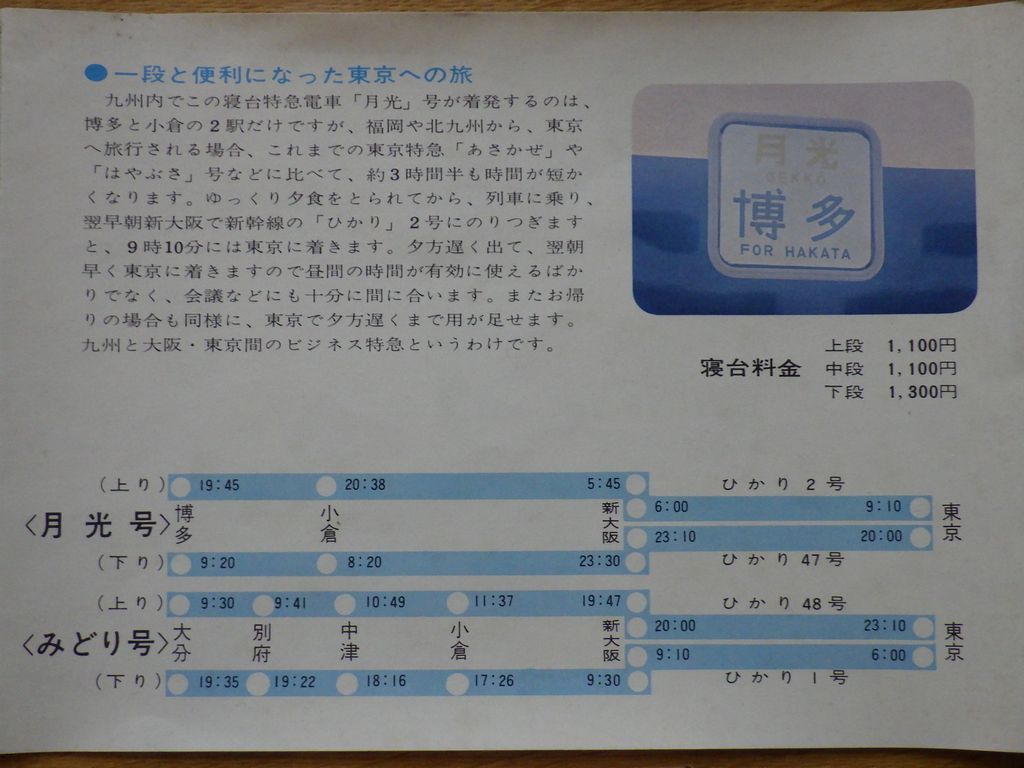 ●一段と便利になった東京への旅
九州内でこの寝台特急電車「月光」号が着発するのは、
博多と小倉の2駅だけですが、福岡や北九州から、東京
へ旅行される場合、これまでの東京特急「あさかぜ」や
「はやぶさ」号などに比べて、約3時間半も時間が短か
くなります。ゆっくり夕食をとられてから、列車に乗り、
翌早朝新大阪で新幹線の「ひかり」2号にのりつぎます
と、9時10分には東京に着きます。夕方遅く出て、翌朝
早く東京に着きますので昼間の時間が有効に使えるばか
りでなく、会議などにも十分に間に合います。またお帰
りの場合も同様に、東京で夕方遅くまで用が足せます。
九州と大阪・東京間のビジネス特急というわけです。
月光
GEKKŌ
博多
FOR HAKATA
寝台料金
上段 1,100円
中段 1,100円
下段 1,300円
〈月光号〉
(上り) 19:45 20:38 5:45 ひかり2号
6:00 9:10
博多 小倉 新大阪 東京
23:10 20:00
(下り) 9:20 8:20 23:30 ひかり47号
〈みどり号〉
(上り) 9:30 9:41 10:49 11:37 19:47 ひかり48号
20:00 23:10
大分 別府 中津 小倉 新大阪 東京
9:10 6:00
(下り) 19:35 19:22 18:16 17:26 9:30 ひかり1号